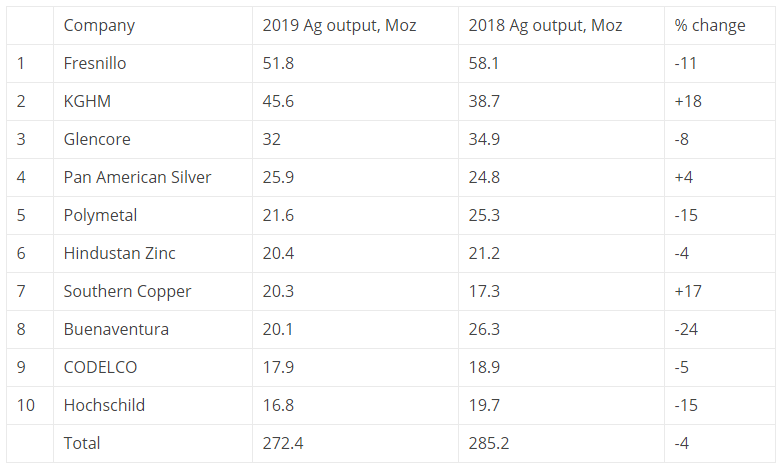 Company 2019 Ag output, Moz 2018 Ag output, Moz % change
1 Fresnillo 51.8 58.1 -11
2 KGHM 45.6 38.7 +18
3 Glencore 32 34.9 -8
4 Pan American Silver 25.9 24.8 +4
5 Polymetal 21.6 25.3 -15
6 Hindustan Zinc 20.4 21.2 -4
7 Southern Copper 20.3 17.3 +17
8 Buenaventura 20.1 26.3 -24
9 CODELCO 17.9 18.9 -5
10 Hochschild 16.8 19.7 -15
Total 272.4 285.2 -4